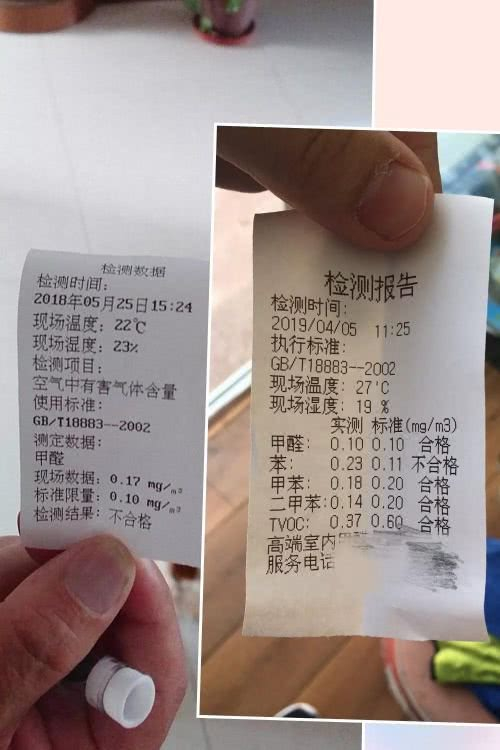 检测数据
检测时间:
2018年05月25日15:24
现场温度: 22℃
现场湿度: 23%
检测项目:
空气中有害气体含量
使用标准:
GB/T18883--2002
测定数据:
甲醛
现场数据: 0.17 mg/m³
标准限量: 0.10 mg/m³
检测结果: 不合格
检测报告
检测时间:
2019/04/05 11:25
执行标准:
GB/T18883--2002
现场温度: 27'C
现场湿度: 19 %
实测 标准(mg/m3)
甲醛: 0.10 0.10 合格
苯: 0.23 0.11 不合格
甲苯: 0.18 0.20 合格
二甲苯:0.14 0.20 合格
TVOC: 0.37 0.60 合格
高端室内
服务电话